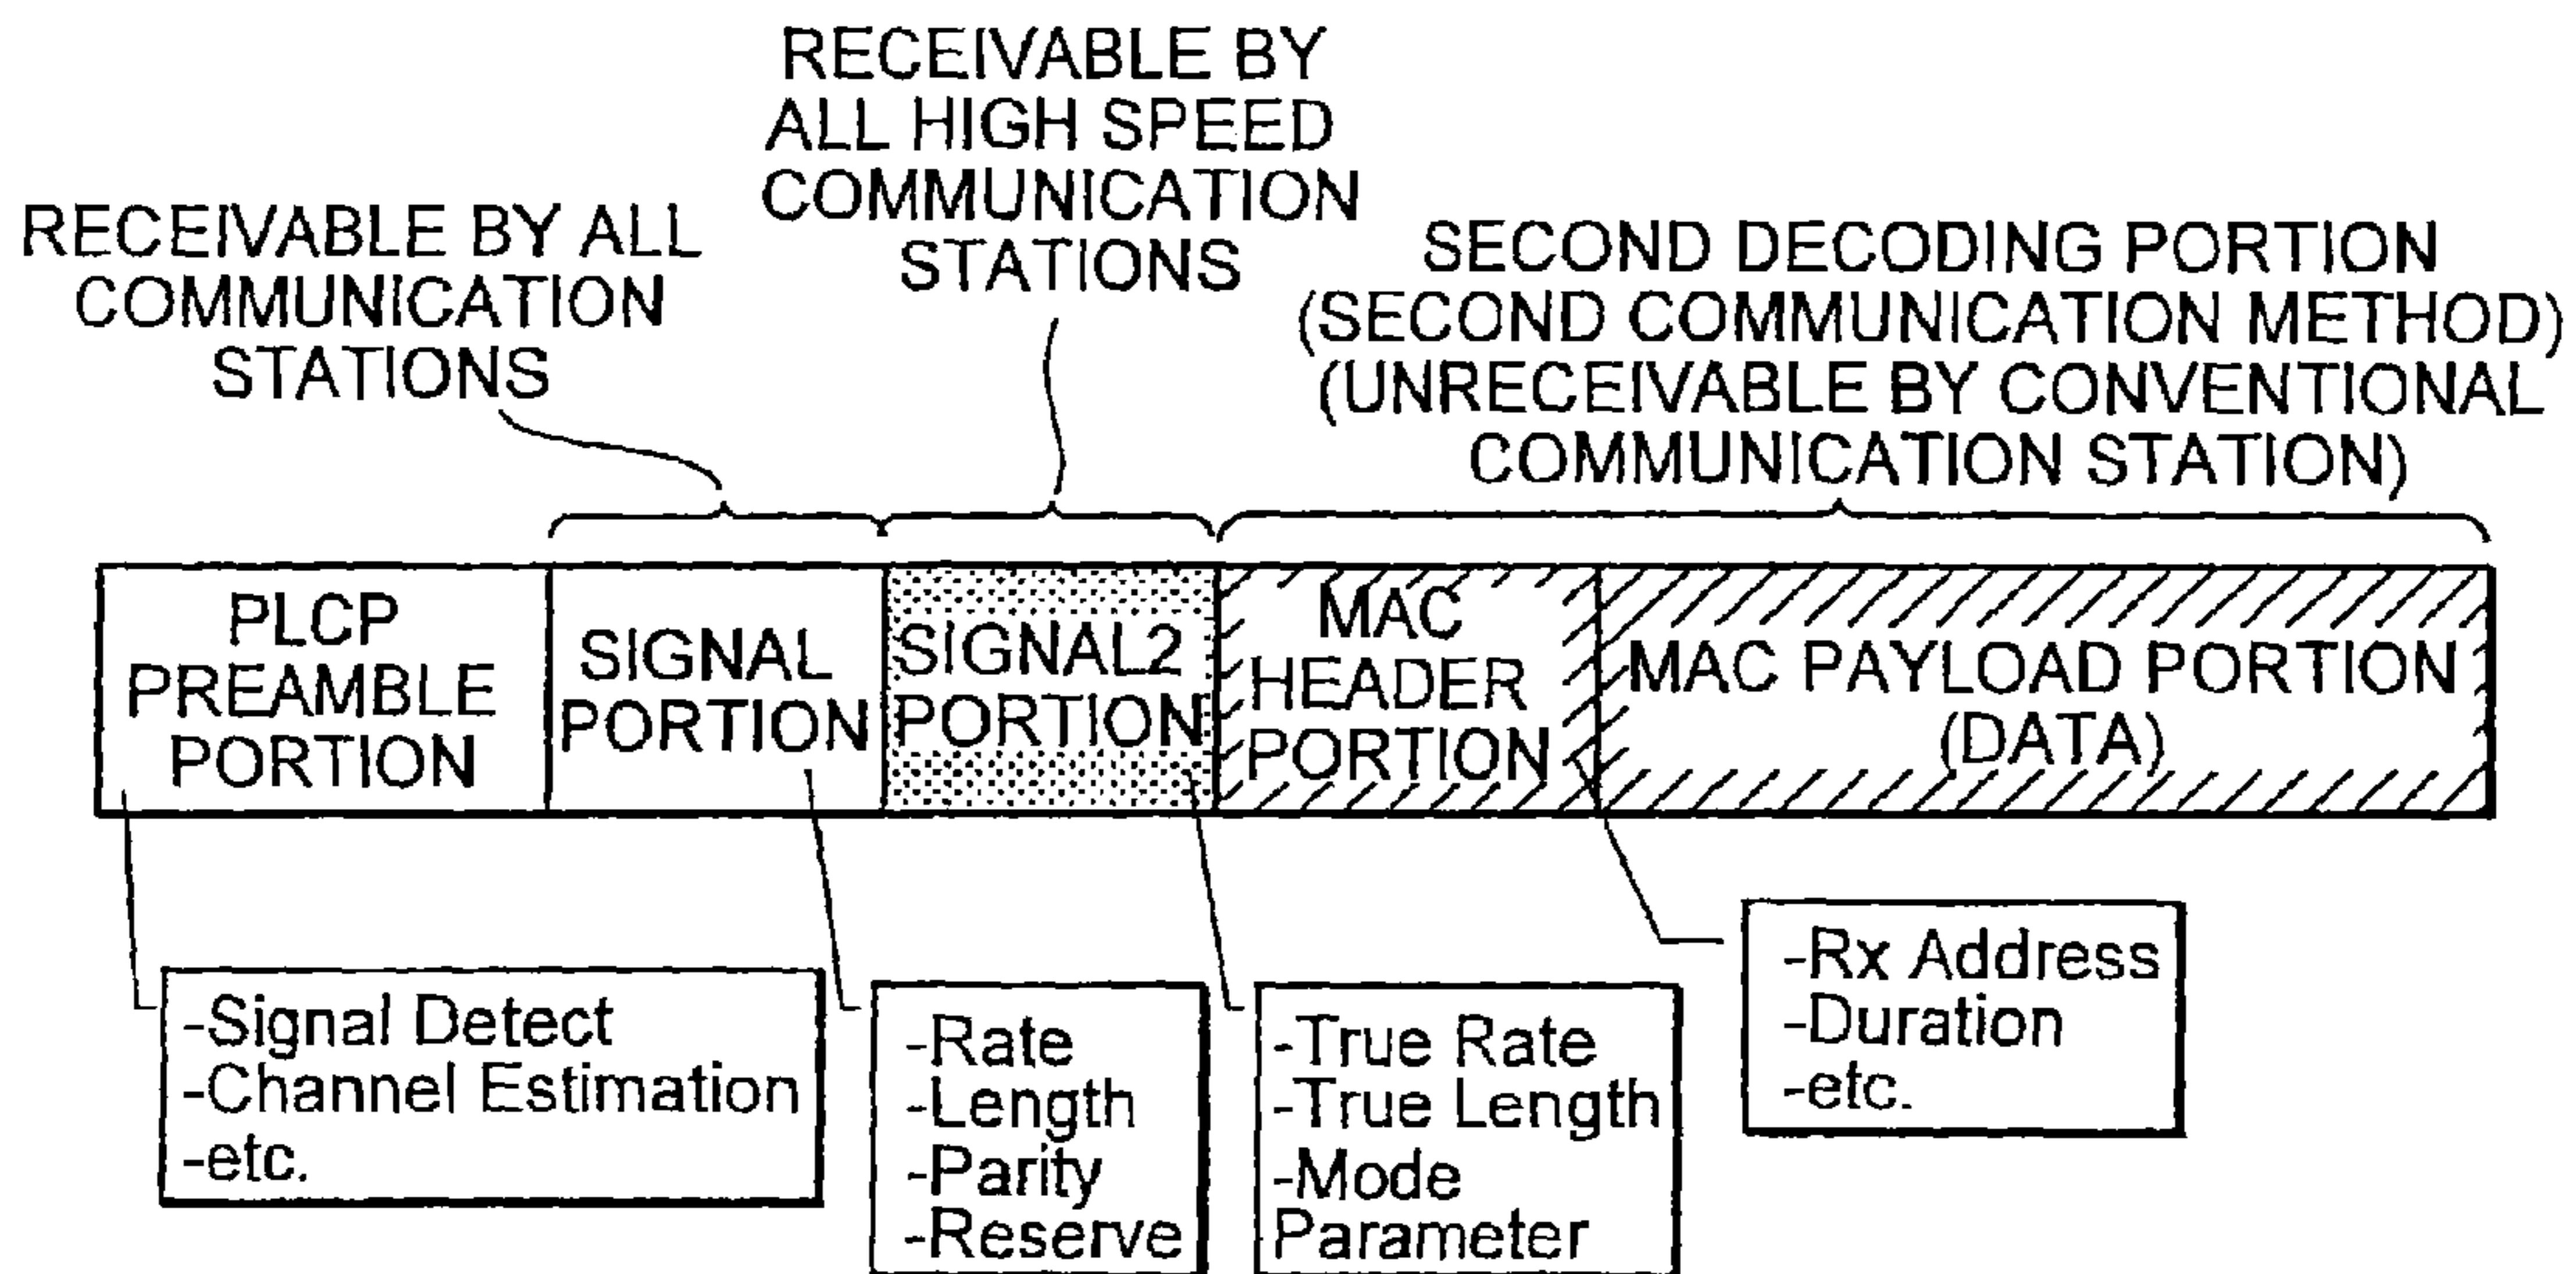 RECEIVABLE BY ALL
COMMUNICATION
STATIONS
RECEIVABLE BY
ALL HIGH SPEED
COMMUNICATION
STATIONS
SECOND DECODING PORTION
(SECOND COMMUNICATION METHOD)
(UNRECEIVABLE BY CONVENTIONAL
COMMUNICATION STATION)
PLCP
PREAMBLE
PORTION
SIGNAL
PORTION
SIGNAL2
PORTION
MAC
HEADER
PORTION
MAC PAYLOAD PORTION
(DATA)
-Signal Detect
-Channel Estimation
-etc.
-Rate
-Length
-Parity
-Reserve
-True Rate
-True Length
-Mode
Parameter
-Rx Address
-Duration
-etc.